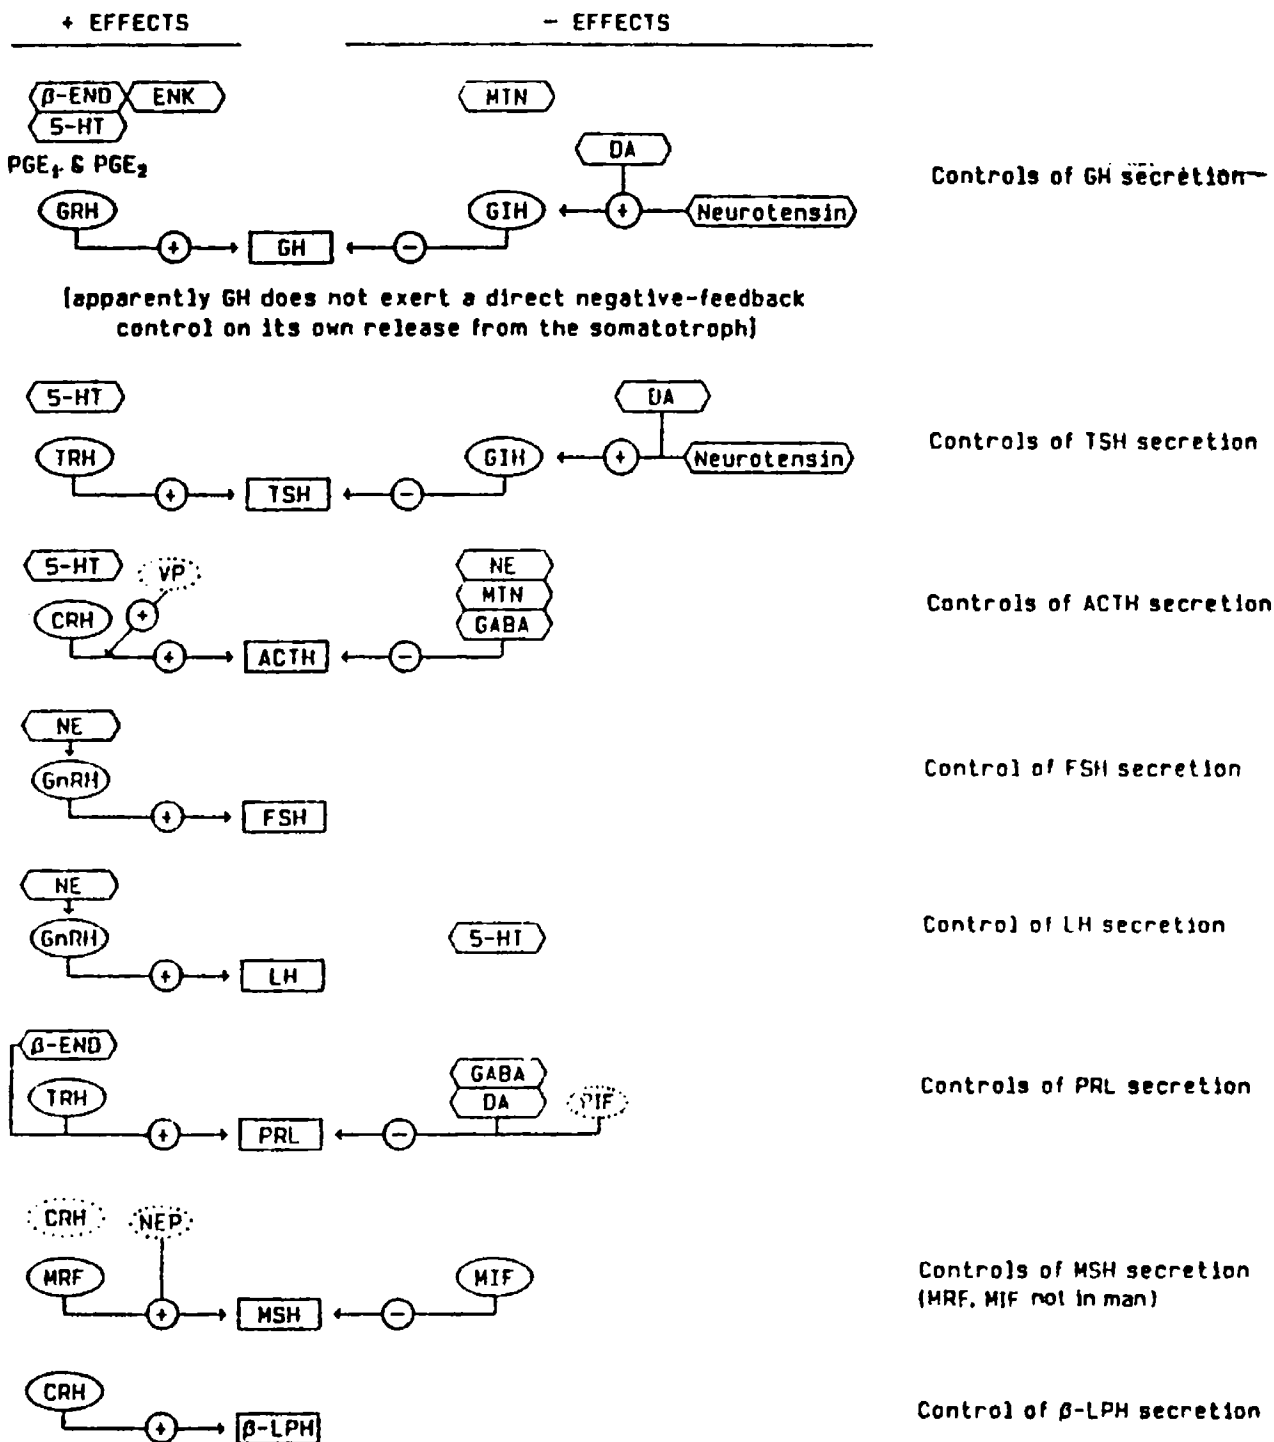 + EFFECTS
- EFFECTS
β-END
ENK
5-HT
PGE₁ & PGE₂
MTN
DA
GRH
+
GH
-
GIH
+
Neurotensin
Controls of GH secretion
(apparently GH does not exert a direct negative-feedback
control on its own release from the somatotroph)
5-HT
DA
TRH
+
TSH
-
GIH
+
Neurotensin
Controls of TSH secretion
5-HT
VP
+
CRH
+
ACTH
-
NE
MTN
GABA
Controls of ACTH secretion
NE
GnRH
+
FSH
Control of FSH secretion
NE
GnRH
+
LH
5-HT
Control of LH secretion
β-END
TRH
+
PRL
-
GABA
DA
PIF
Controls of PRL secretion
CRH
NEP
MRF
+
MSH
-
MIF
Controls of MSH secretion
(MRF, MIF not in man)
CRH
+
β-LPH
Control of β-LPH secretion